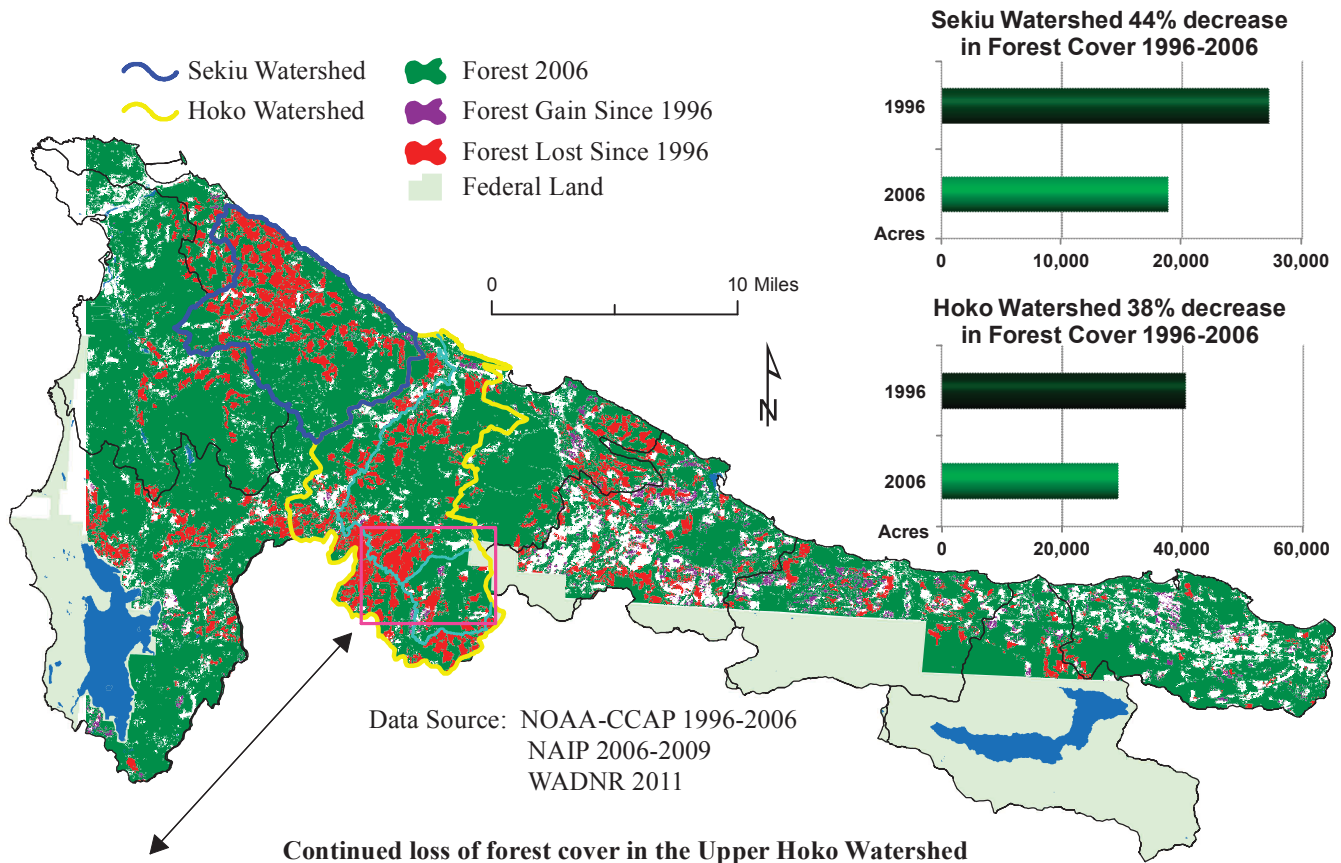 Sekiu Watershed 44% decrease
in Forest Cover 1996-2006
1996
2006
Acres
0 10,000 20,000 30,000
Sekiu Watershed
Hoko Watershed
Forest 2006
Forest Gain Since 1996
Forest Lost Since 1996
Federal Land
0 10 Miles
N
Hoko Watershed 38% decrease
in Forest Cover 1996-2006
1996
2006
Acres
0 20,000 40,000 60,000
Data Source: NOAA-CCAP 1996-2006
NAIP 2006-2009
WADNR 2011
Continued loss of forest cover in the Upper Hoko Watershed